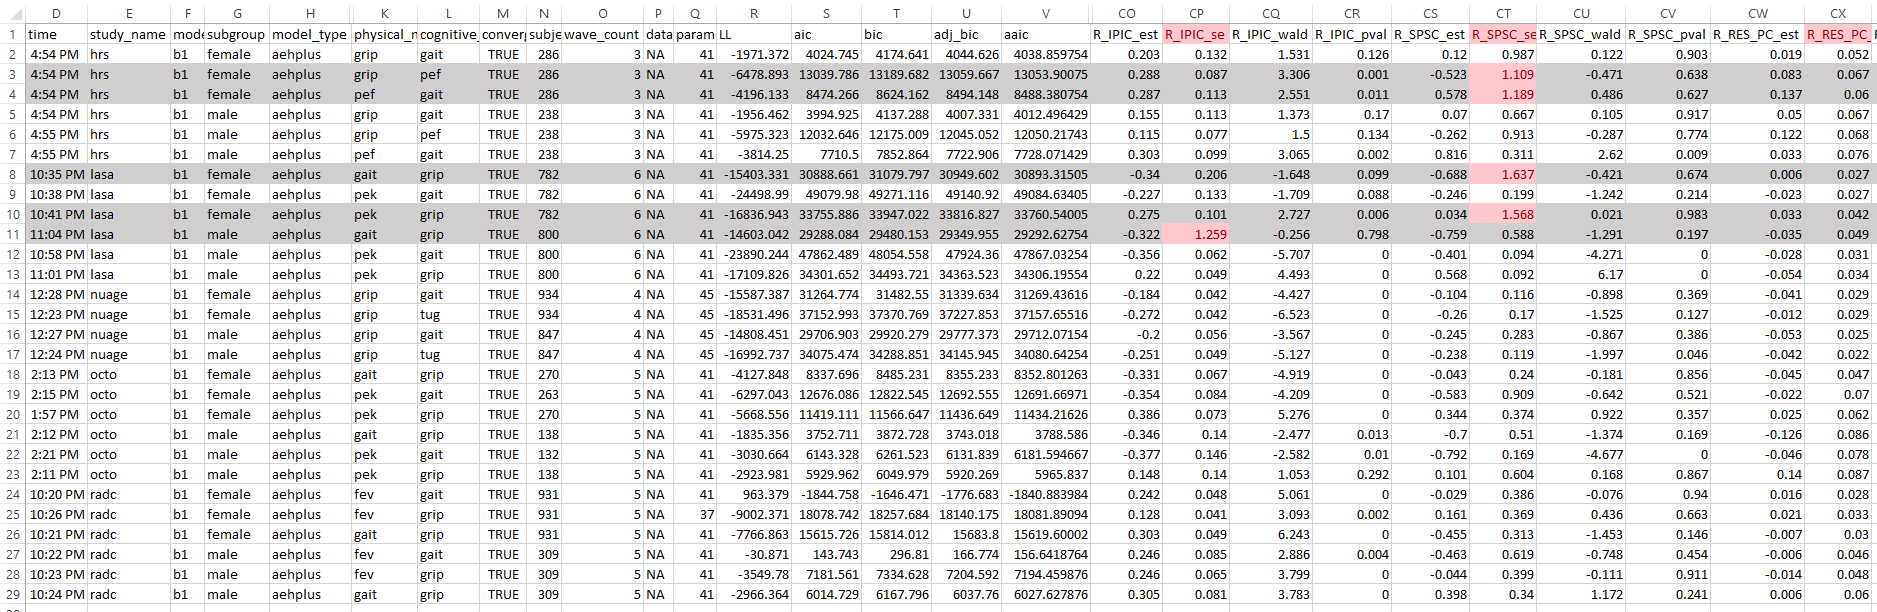 D E F G H K L M N O P Q R S T U V CO CP CQ CR CS CT CU CV CW CX
1 time study_name mode subgroup model_type physical_m cognitive_ converg subje wave_count data param LL aic bic adj_bic aaic R_IPIC_est R_IPIC_se R_IPIC_wald R_IPIC_pval R_SPSC_est R_SPSC_se R_SPSC_wald R_SPSC_pval R_RES_PC_est R_RES_PC_
2 4:54 PM hrs b1 female aehplus grip gait TRUE 286 3 NA 41 -1971.372 4024.745 4174.641 4044.626 4038.859754 0.203 0.132 1.531 0.126 0.12 0.987 0.122 0.903 0.019 0.052
3 4:54 PM hrs b1 female aehplus gait pef TRUE 286 3 NA 41 -6478.893 13039.786 13189.682 13059.667 13053.90075 0.288 0.087 3.306 0.001 -0.523 1.109 -0.471 0.638 0.083 0.067
4 4:54 PM hrs b1 female aehplus pef gait TRUE 286 3 NA 41 -4196.133 8474.266 8624.162 8494.148 8488.380754 0.287 0.113 2.551 0.011 0.578 1.189 0.486 0.627 0.137 0.06
5 4:54 PM hrs b1 male aehplus grip gait TRUE 238 3 NA 41 -1956.462 3994.925 4137.288 4007.331 4012.496429 0.155 0.113 1.373 0.17 0.07 0.667 0.105 0.917 0.05 0.067
6 4:55 PM hrs b1 male aehplus grip pef TRUE 238 3 NA 41 -5975.323 12032.646 12175.009 12045.052 12050.21743 0.115 0.077 1.5 0.134 -0.262 0.913 -0.287 0.774 0.122 0.068
7 4:55 PM hrs b1 male aehplus pef gait TRUE 238 3 NA 41 -3814.25 7710.5 7852.864 7722.906 7728.071429 0.303 0.099 3.065 0.002 0.816 0.311 2.62 0.009 0.033 0.076
8 10:35 PM lasa b1 female aehplus gait grip TRUE 782 6 NA 41 -15403.331 30888.661 31079.797 30949.602 30893.31505 -0.34 0.206 -1.648 0.099 -0.688 1.637 -0.421 0.674 0.006 0.027
9 10:38 PM lasa b1 female aehplus pek gait TRUE 782 6 NA 41 -24498.99 49079.98 49271.116 49140.92 49084.63405 -0.227 0.133 -1.709 0.088 -0.246 0.199 -1.242 0.214 -0.023 0.027
10 10:41 PM lasa b1 female aehplus pek grip TRUE 782 6 NA 41 -16836.943 33755.886 33947.022 33816.827 33760.54005 0.275 0.101 2.727 0.006 0.034 1.568 0.021 0.983 0.033 0.042
11 11:04 PM lasa b1 male aehplus gait grip TRUE 800 6 NA 41 -14603.042 29288.084 29480.153 29349.955 29292.62754 -0.322 1.259 -0.256 0.798 -0.759 0.588 -1.291 0.197 -0.035 0.049
12 10:58 PM lasa b1 male aehplus pek gait TRUE 800 6 NA 41 -23890.244 47862.489 48054.558 47924.36 47867.03254 -0.356 0.062 -5.707 0 -0.401 0.094 -4.271 0 -0.028 0.031
13 11:01 PM lasa b1 male aehplus pek grip TRUE 800 6 NA 41 -17109.826 34301.652 34493.721 34363.523 34306.19554 0.22 0.049 4.493 0 0.568 0.092 6.17 0 -0.054 0.034
14 12:28 PM nuage b1 female aehplus grip gait TRUE 934 4 NA 45 -15587.387 31264.774 31482.55 31339.634 31269.43616 -0.184 0.042 -4.427 0 -0.104 0.116 -0.898 0.369 -0.041 0.029
15 12:23 PM nuage b1 female aehplus grip tug TRUE 934 4 NA 45 -18531.496 37152.993 37370.769 37227.853 37157.65516 -0.272 0.042 -6.523 0 -0.26 0.17 -1.525 0.127 -0.012 0.029
16 12:27 PM nuage b1 male aehplus grip gait TRUE 847 4 NA 45 -14808.451 29706.903 29920.279 29777.373 29712.07154 -0.2 0.056 -3.567 0 -0.245 0.283 -0.867 0.386 -0.053 0.025
17 12:24 PM nuage b1 male aehplus grip tug TRUE 847 4 NA 45 -16992.737 34075.474 34288.851 34145.945 34080.64254 -0.251 0.049 -5.127 0 -0.238 0.119 -1.997 0.046 -0.042 0.022
18 2:13 PM octo b1 female aehplus gait grip TRUE 270 5 NA 41 -4127.848 8337.696 8485.231 8355.233 8352.801263 -0.331 0.067 -4.919 0 -0.043 0.24 -0.181 0.856 -0.045 0.047
19 2:15 PM octo b1 female aehplus pek gait TRUE 263 5 NA 41 -6297.043 12676.086 12822.545 12692.555 12691.66971 -0.354 0.084 -4.209 0 -0.583 0.909 -0.642 0.521 -0.022 0.07
20 1:57 PM octo b1 female aehplus pek grip TRUE 270 5 NA 41 -5668.556 11419.111 11566.647 11436.649 11434.21626 0.386 0.073 5.276 0 0.344 0.374 0.922 0.357 0.025 0.062
21 2:12 PM octo b1 male aehplus gait grip TRUE 138 5 NA 41 -1835.356 3752.711 3872.728 3743.018 3788.586 -0.346 0.14 -2.477 0.013 -0.7 0.51 -1.374 0.169 -0.126 0.086
22 2:21 PM octo b1 male aehplus pek gait TRUE 132 5 NA 41 -3030.664 6143.328 6261.523 6131.839 6181.594667 -0.377 0.146 -2.582 0.01 -0.792 0.169 -4.677 0 -0.046 0.078
23 2:11 PM octo b1 male aehplus pek grip TRUE 138 5 NA 41 -2923.981 5929.962 6049.979 5920.269 5965.837 0.148 0.14 1.053 0.292 0.101 0.604 0.168 0.867 0.14 0.087
24 10:20 PM radc b1 female aehplus fev gait TRUE 931 5 NA 41 963.379 -1844.758 -1646.471 -1776.683 -1840.883984 0.242 0.048 5.061 0 -0.029 0.386 -0.076 0.94 0.016 0.028
25 10:26 PM radc b1 female aehplus fev grip TRUE 931 5 NA 37 -9002.371 18078.742 18257.684 18140.175 18081.89094 0.128 0.041 3.093 0.002 0.161 0.369 0.436 0.663 0.021 0.033
26 10:21 PM radc b1 female aehplus gait grip TRUE 931 5 NA 41 -7766.863 15615.726 15814.012 15683.8 15619.60002 0.303 0.049 6.243 0 -0.455 0.313 -1.453 0.146 -0.007 0.03
27 10:22 PM radc b1 male aehplus fev gait TRUE 309 5 NA 41 -30.871 143.743 296.81 166.774 156.6418764 0.246 0.085 2.886 0.004 -0.463 0.619 -0.748 0.454 -0.006 0.046
28 10:23 PM radc b1 male aehplus fev grip TRUE 309 5 NA 41 -3549.78 7181.561 7334.628 7204.592 7194.459876 0.246 0.065 3.799 0 -0.044 0.399 -0.111 0.911 -0.014 0.048
29 10:24 PM radc b1 male aehplus gait grip TRUE 309 5 NA 41 -2966.364 6014.729 6167.796 6037.76 6027.627876 0.305 0.081 3.783 0 0.398 0.34 1.172 0.241 0.006 0.06